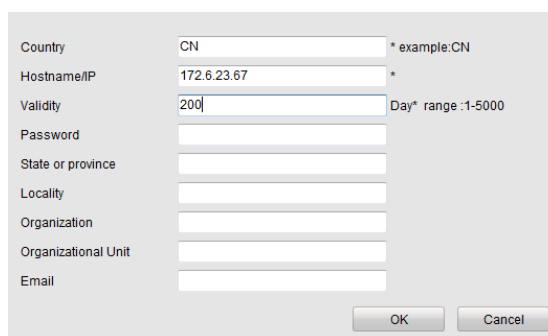 Country CN * example:CN
Hostname/IP 172.6.23.67 *
Validity 200 Day* range :1-5000
Password
State or province
Locality
Organization
Organizational Unit
Email
OK Cancel